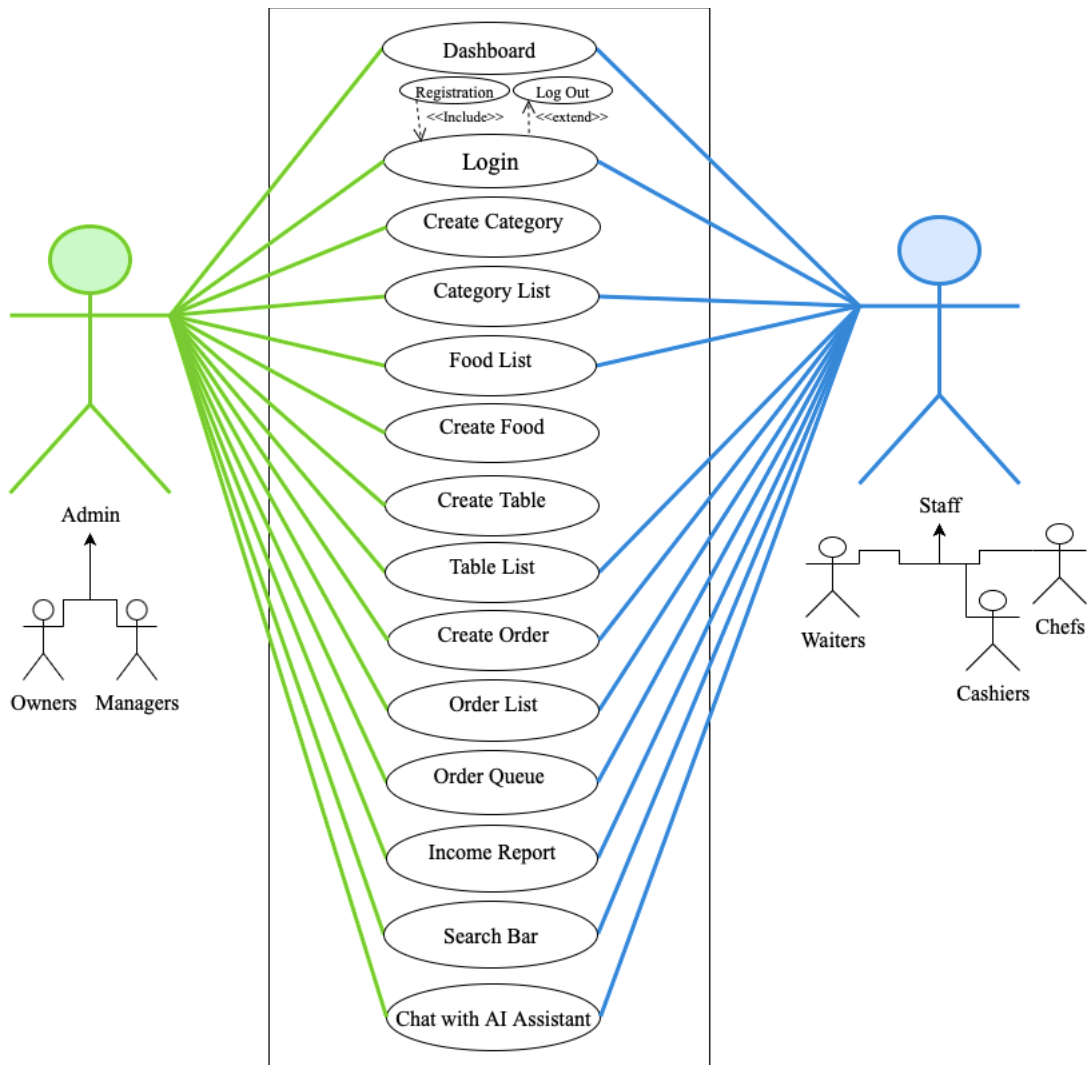 Dashboard
Registration
Log Out
<<Include>>
<<extend>>
Login
Create Category
Category List
Food List
Create Food
Create Table
Table List
Create Order
Order List
Order Queue
Income Report
Search Bar
Chat with AI Assistant
Admin
Owners
Managers
Staff
Waiters
Chefs
Cashiers